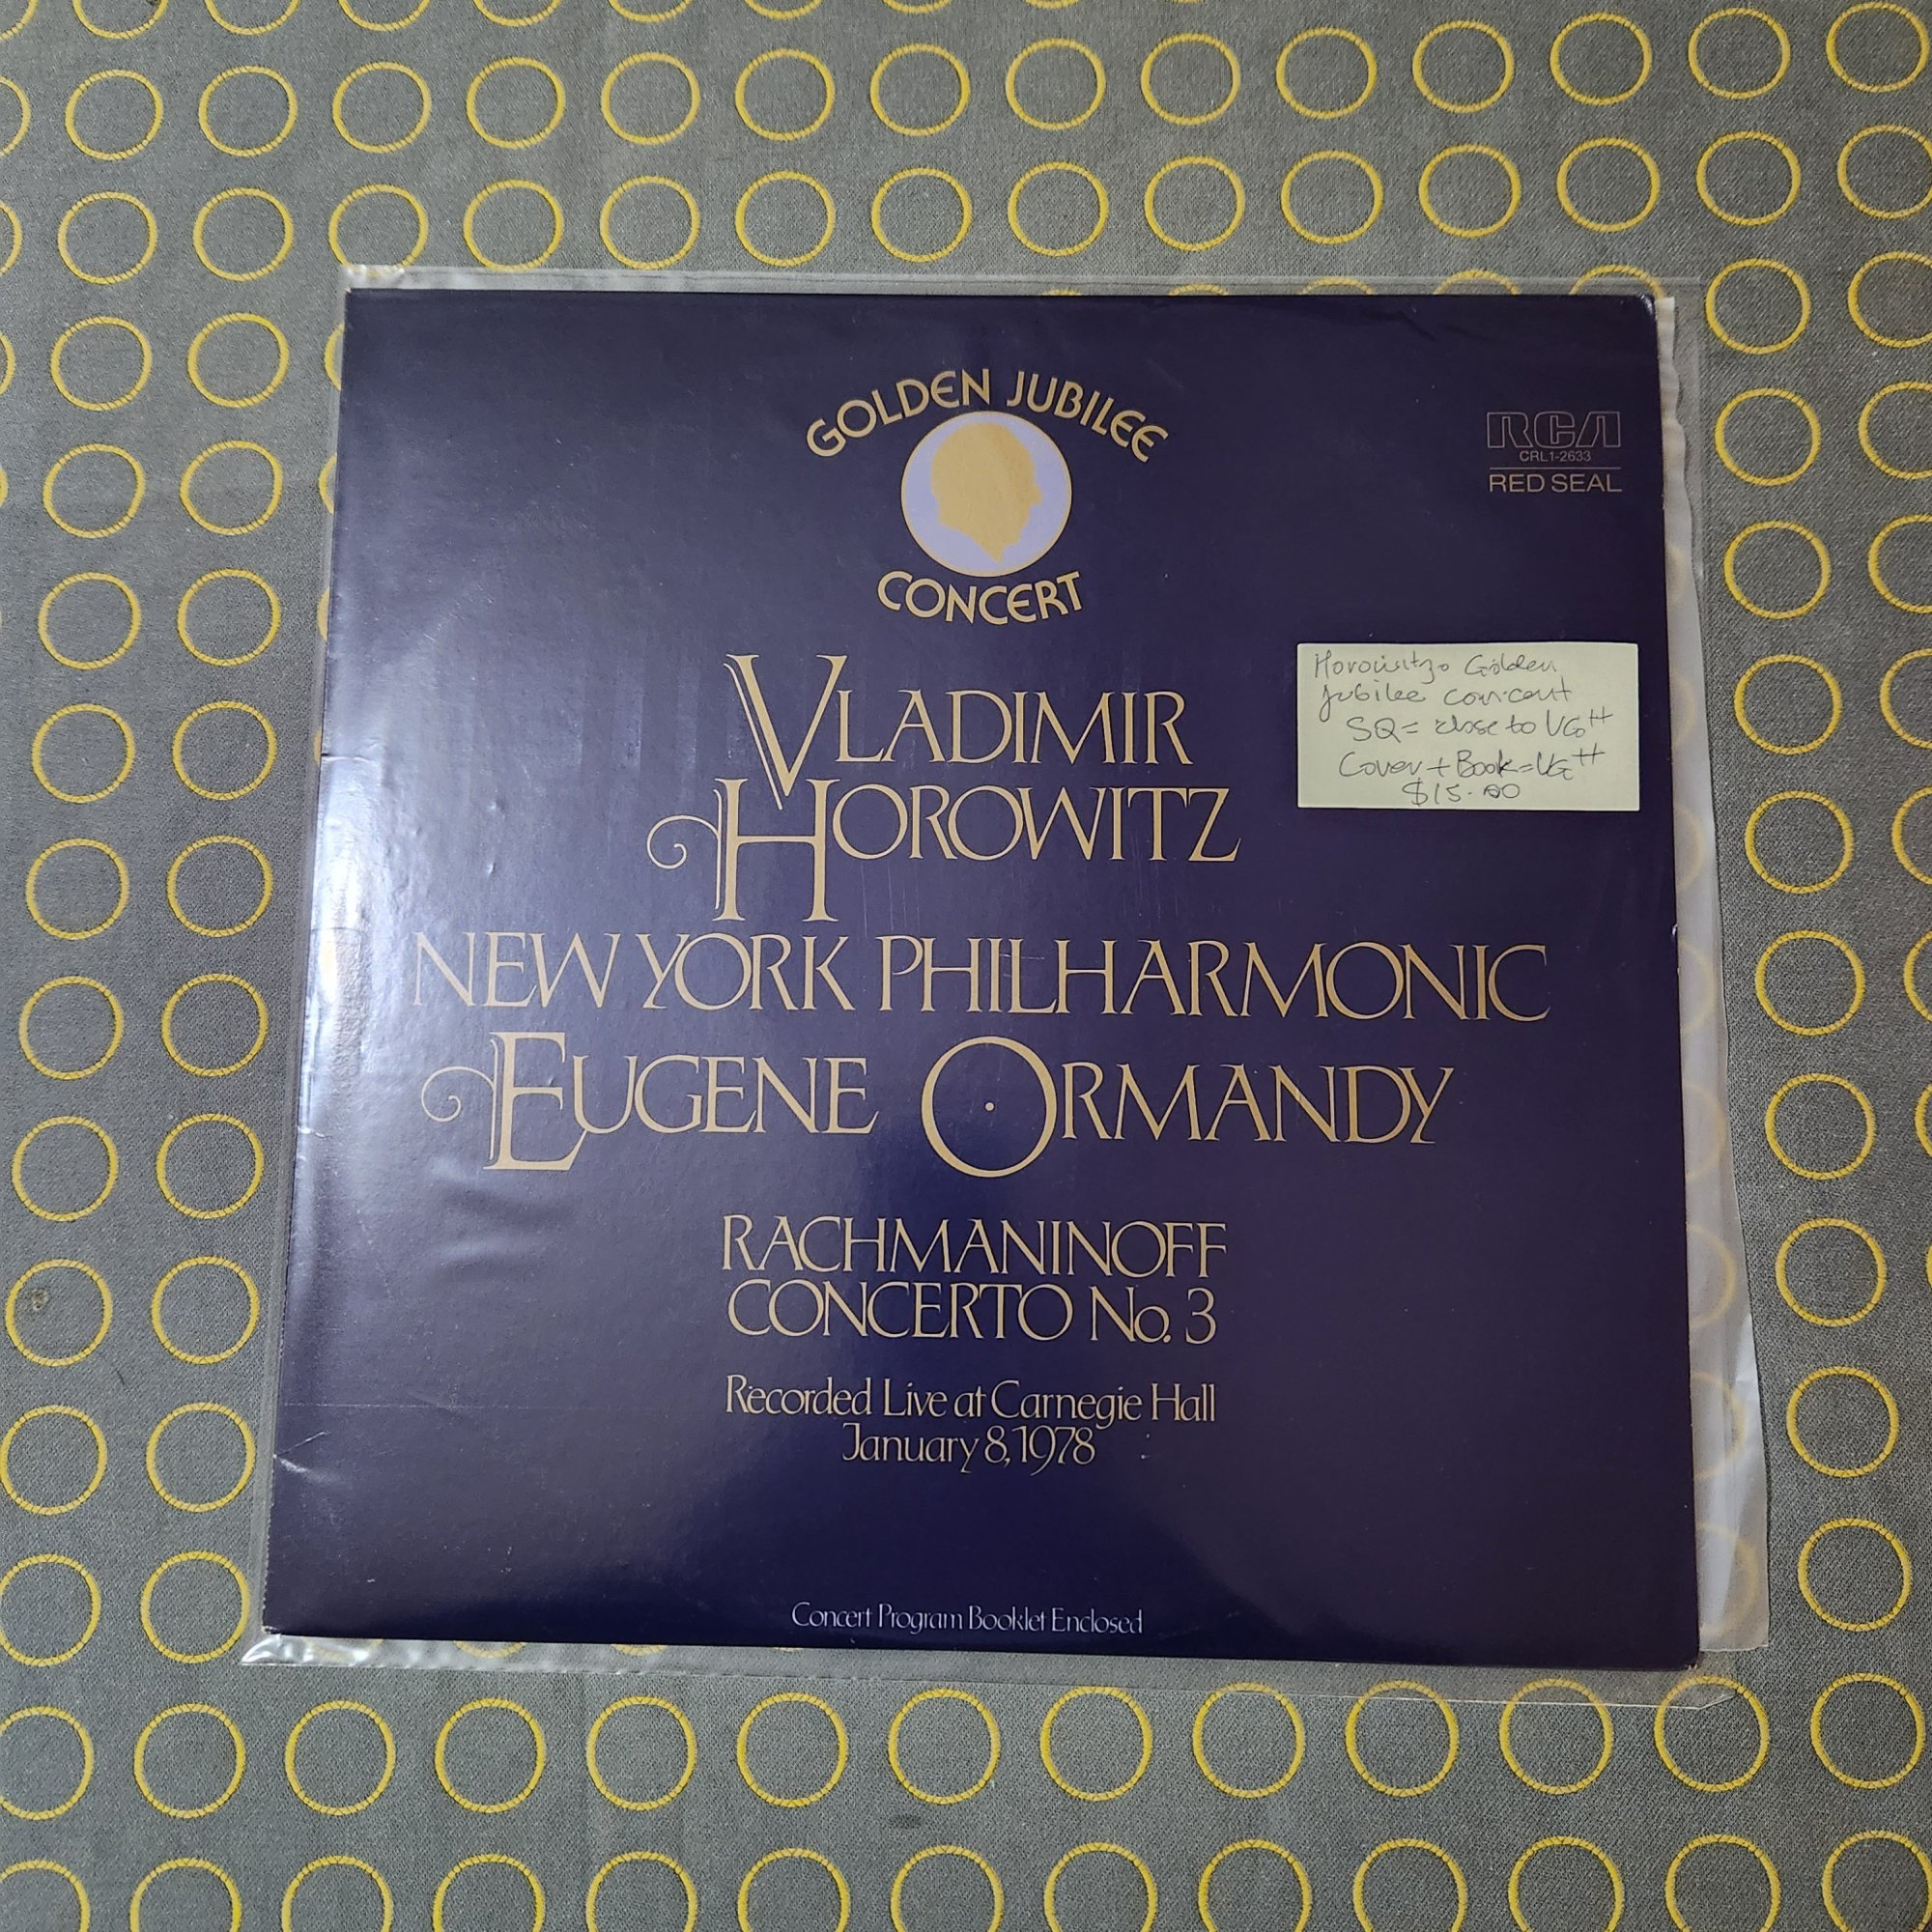 GOLDEN JUBILEE
CONCERT
RCA
CRL1-2633
RED SEAL
VLADIMIR
HOROWITZ
NEW YORK PHILHARMONIC
EUGENE ORMANDY
RACHMANINOFF
CONCERTO No. 3
Recorded Live at Carnegie Hall
January 8, 1978
Concert Program Booklet Enclosed
Golden
Jubilee concert
SQ = close to VG++
Cover + Book = VG++
$15.00